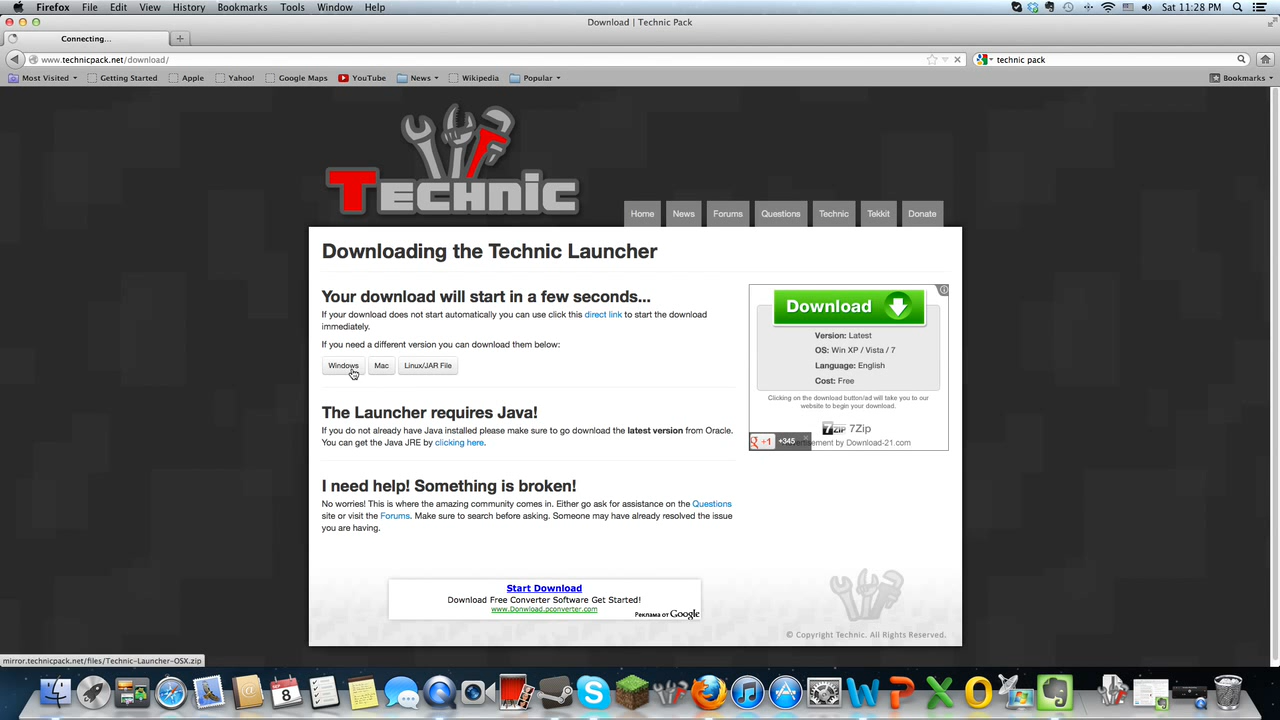 Firefox File Edit View History Bookmarks Tools Window Help Sat 11:28 PM
Download | Technic Pack
Connecting...
www.technicpack.net/download/
technic pack
Most Visited Getting Started Apple Yahoo! Google Maps YouTube News Wikipedia Popular Bookmarks
TECHNIC
Home News Forums Questions Technic Tekkit Donate
Downloading the Technic Launcher
Your download will start in a few seconds...
If your download does not start automatically you can use click this direct link to start the download
immediately.
If you need a different version you can download them below:
Windows Mac Linux/JAR File
The Launcher requires Java!
If you do not already have Java installed please make sure to go download the latest version from Oracle.
You can get the Java JRE by clicking here.
I need help! Something is broken!
No worries! This is where the amazing community comes in. Either go ask for assistance on the Questions
site or visit the Forums. Make sure to search before asking. Someone may have already resolved the issue
you are having.
Download
Version: Latest
OS: Win XP / Vista / 7
Language: English
Cost: Free
Clicking on the download button/ad will take you to our
website to begin your download.
7ZIP 7Zip
g +1 +345
by Download-21.com
Start Download
Download Free Converter Software Get Started!
www.Donwload.pconverter.com
Реклама от Google
© Copyright Technic. All Rights Reserved.
mirror.technicpack.net/files/Technic-Launcher-OSX.zip
8